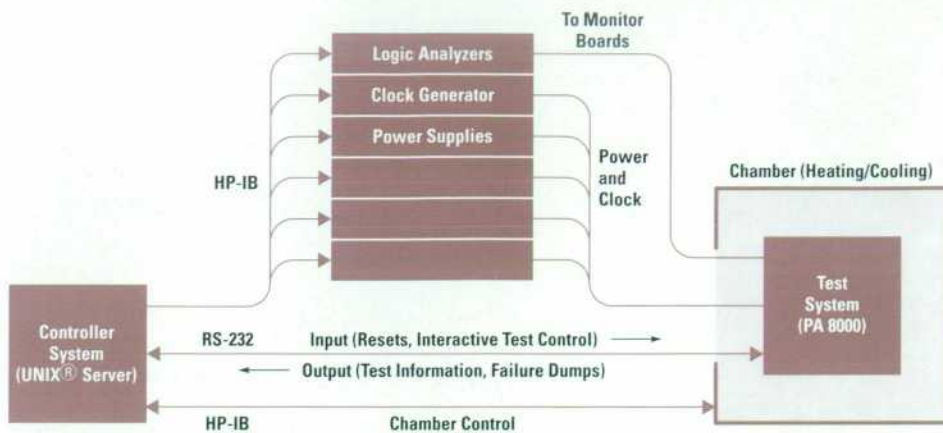 To Monitor
Boards
Logic Analyzers
Clock Generator
Power Supplies
HP-IB
Power
and
Clock
Chamber (Heating/Cooling)
Test
System
(PA 8000)
Controller
System
(UNIX® Server)
RS-232 Input (Resets, Interactive Test Control)
Output (Test Information, Failure Dumps)
HP-IB Chamber Control